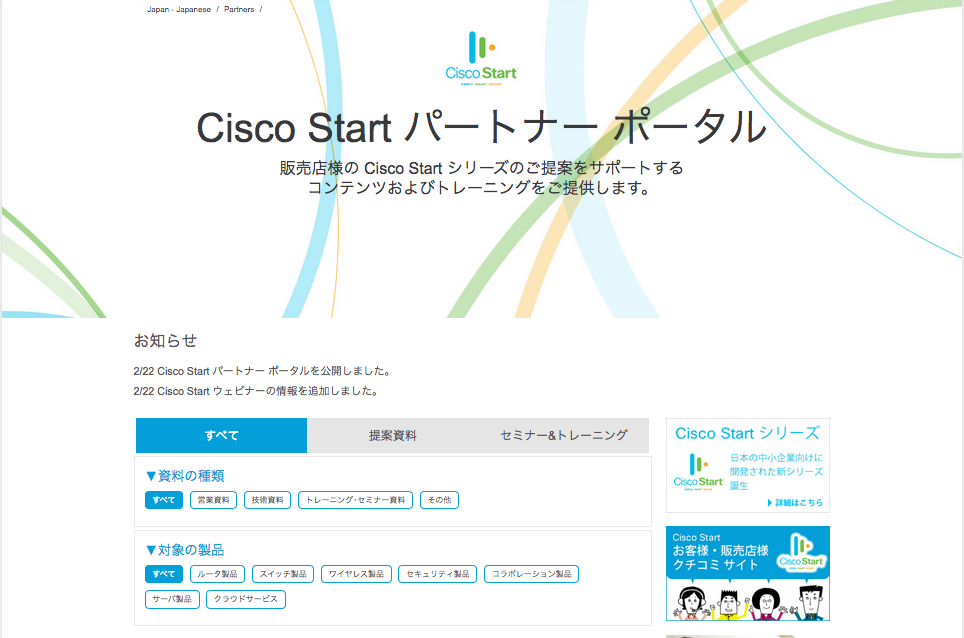 Japan - Japanese / Partners /
Cisco Start
Cisco Start パートナー ポータル
販売店様の Cisco Start シリーズのご提案をサポートする
コンテンツおよびトレーニングをご提供します。
お知らせ
2/22 Cisco Start パートナー ポータルを公開しました。
2/22 Cisco Start ウェビナーの情報を追加しました。
すべて 提案資料 セミナー&トレーニング
▼資料の種類
すべて 営業資料 技術資料 トレーニング・セミナー資料 その他
▼対象の製品
すべて ルータ製品 スイッチ製品 ワイヤレス製品 セキュリティ製品 コラボレーション製品
サーバ製品 クラウドサービス
Cisco Start シリーズ
Cisco Start
日本の中小企業向けに
開発された新シリーズ
誕生
詳細はこちら
Cisco Start
お客様・販売店様
クチコミ サイト
Cisco Start